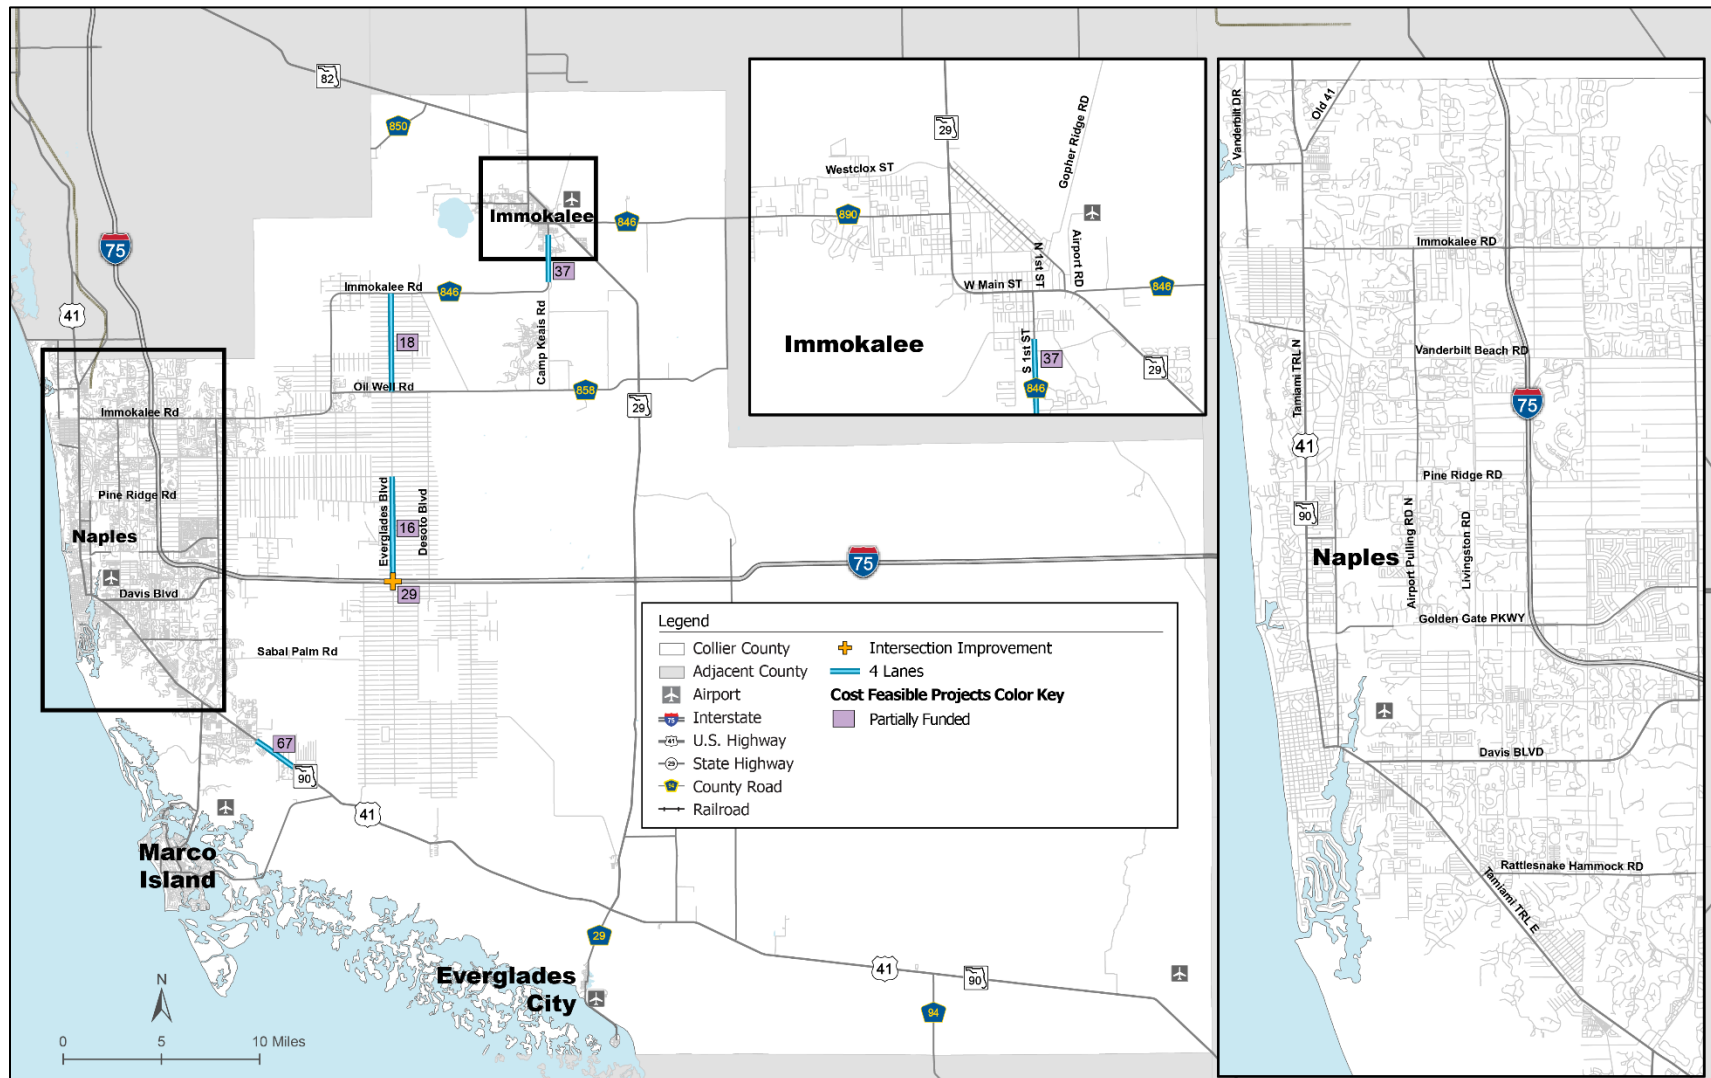 82
850
Immokalee
846
75
41
37
Immokalee Rd
846
18
Camp Keais Rd
Oil Well Rd
858
29
Immokalee Rd
Pine Ridge Rd
Everglades Blvd
Desoto Blvd
16
Naples
75
29
Davis Blvd
Sabal Palm Rd
67
90
41
Marco
Island
29
Everglades
City
41
90
94
N
0 5 10 Miles
Legend
Collier County
Adjacent County
Airport
75
Interstate
41
U.S. Highway
29
State Highway
County Road
Railroad
Intersection Improvement
4 Lanes
Cost Feasible Projects Color Key
Partially Funded
29
Gopher Ridge RD
Westclox ST
890
N 1st ST
Airport RD
W Main ST
846
Immokalee
S 1st ST
37
846
29
Vanderbilt DR
Old 41
Immokalee RD
Vanderbilt Beach RD
Tamiami TRL N
75
41
Pine Ridge RD
90
Airport Pulling RD N
Livingston RD
Naples
Golden Gate PKWY
Davis BLVD
Rattlesnake Hammock RD
Tamiami TRL E